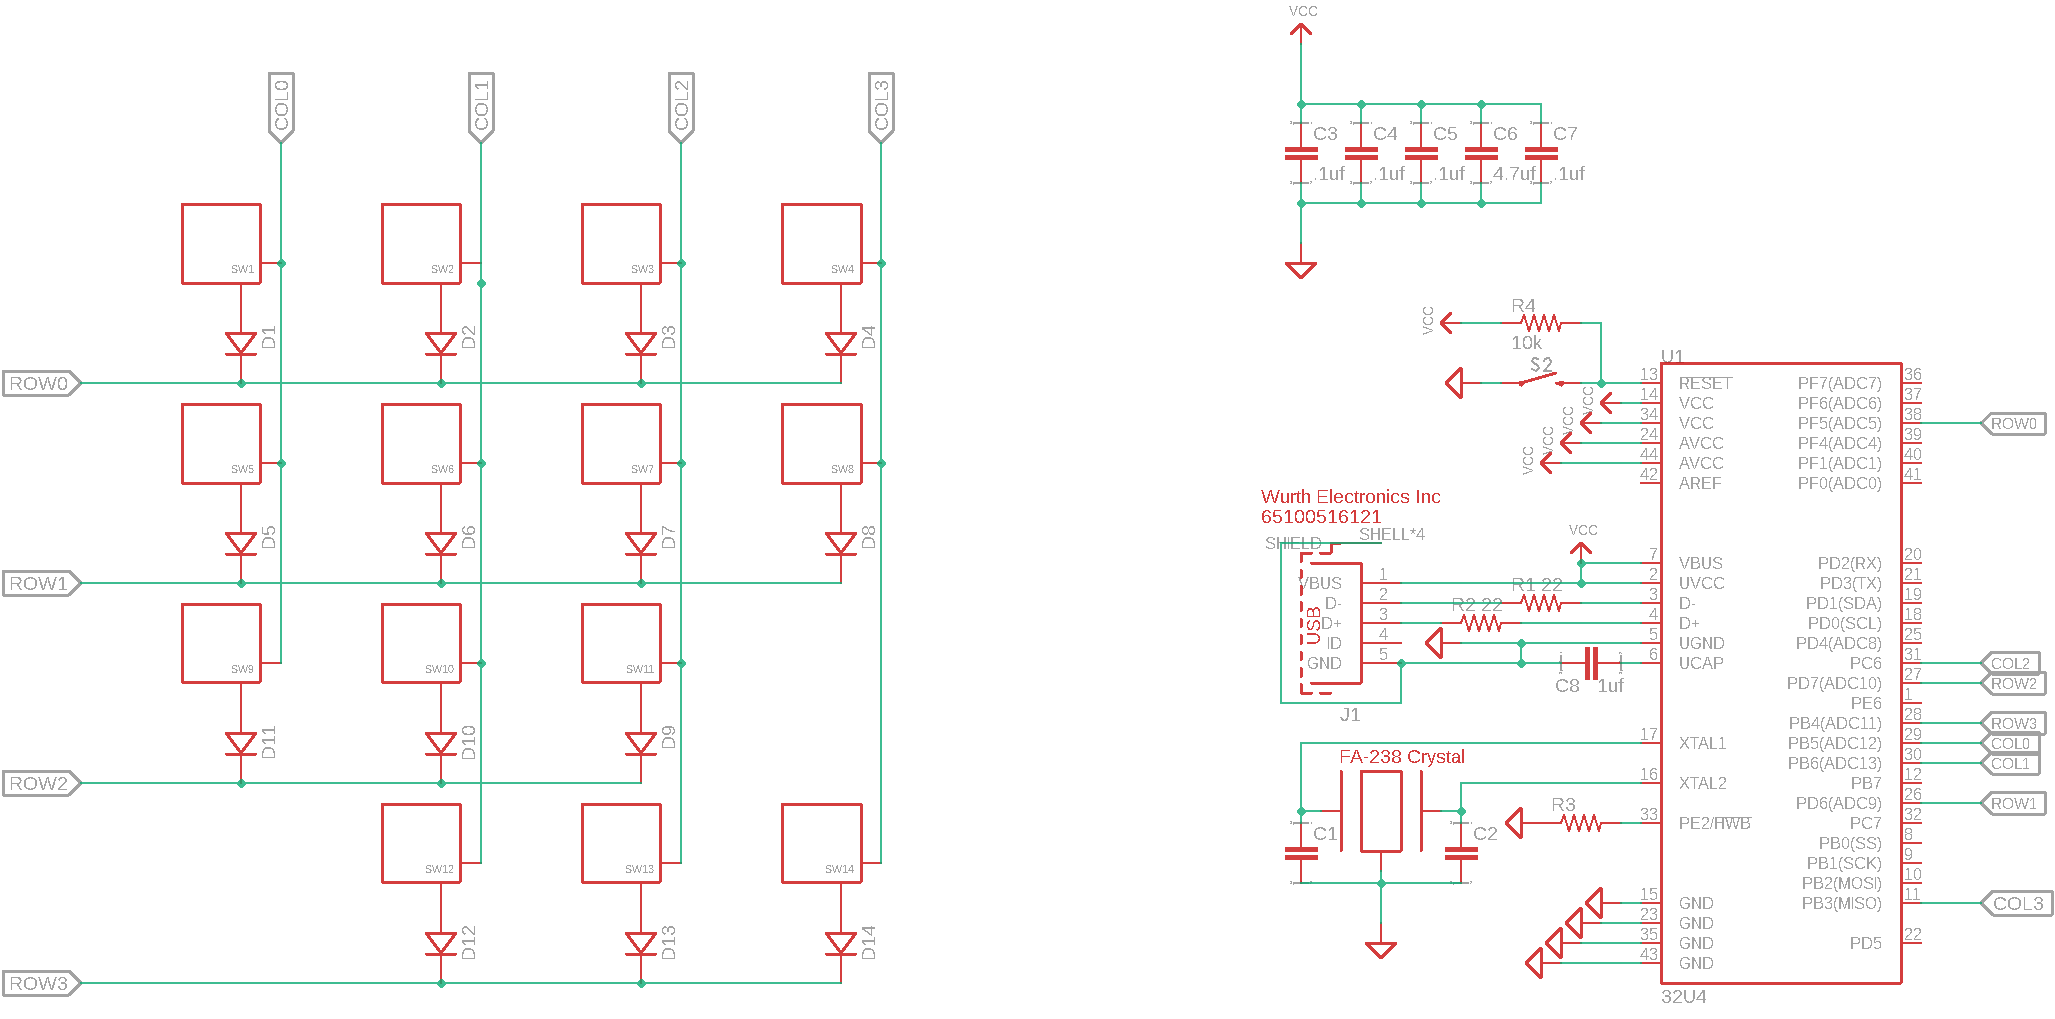 VCC
COL0
COL1
COL2
COL3
C3
C4
C5
C6
C7
.1uf
.1uf
.1uf
4.7uf
.1uf
SW1
SW2
SW3
SW4
D1
D2
D3
D4
ROW0
SW5
SW6
SW7
SW8
D5
D6
D7
D8
ROW1
SW9
SW10
SW11
D11
D10
D9
ROW2
SW12
SW13
SW14
D12
D13
D14
ROW3
VCC
R4
10k
S2
VCC
VCC
VCC
VCC
Wurth Electronics Inc
65100516121
SHIELD
SHELL*4
VCC
VBUS 1
D- 2
D+ 3
ID 4
GND 5
USB
J1
R1 22
R2 22
C8
1uf
FA-238 Crystal
C1
C2
R3
U1
13 RESET
14 VCC
34 VCC
24 AVCC
44 AVCC
42 AREF
7 VBUS
2 UVCC
3 D-
4 D+
5 UGND
6 UCAP
17 XTAL1
16 XTAL2
33 PE2/HWB
15 GND
23 GND
35 GND
43 GND
PF7(ADC7) 36
PF6(ADC6) 37
PF5(ADC5) 38 ROW0
PF4(ADC4) 39
PF1(ADC1) 40
PF0(ADC0) 41
PD2(RX) 20
PD3(TX) 21
PD1(SDA) 19
PD0(SCL) 18
PD4(ADC8) 25
PC6 31 COL2
PD7(ADC10) 27 ROW2
PE6 1
PB4(ADC11) 28 ROW3
PB5(ADC12) 29 COL0
PB6(ADC13) 30 COL1
PB7 12
PD6(ADC9) 26 ROW1
PC7 32
PB0(SS) 8
PB1(SCK) 9
PB2(MOSI) 10
PB3(MISO) 11 COL3
PD5 22
32U4